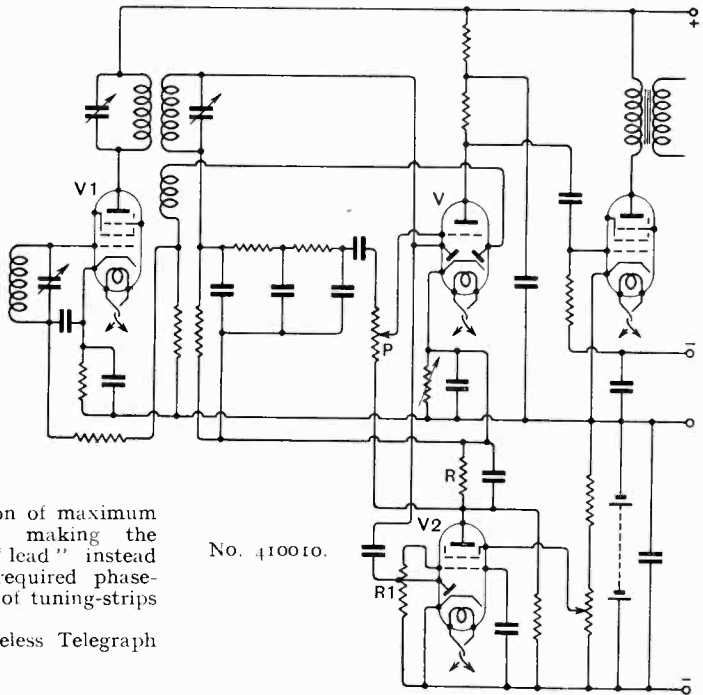 +
V1
V
P
−
R
V2
R1
−
on of maximum
making the
"lead" instead
required phase-
of tuning-strips
eless Telegraph
No. 410010.